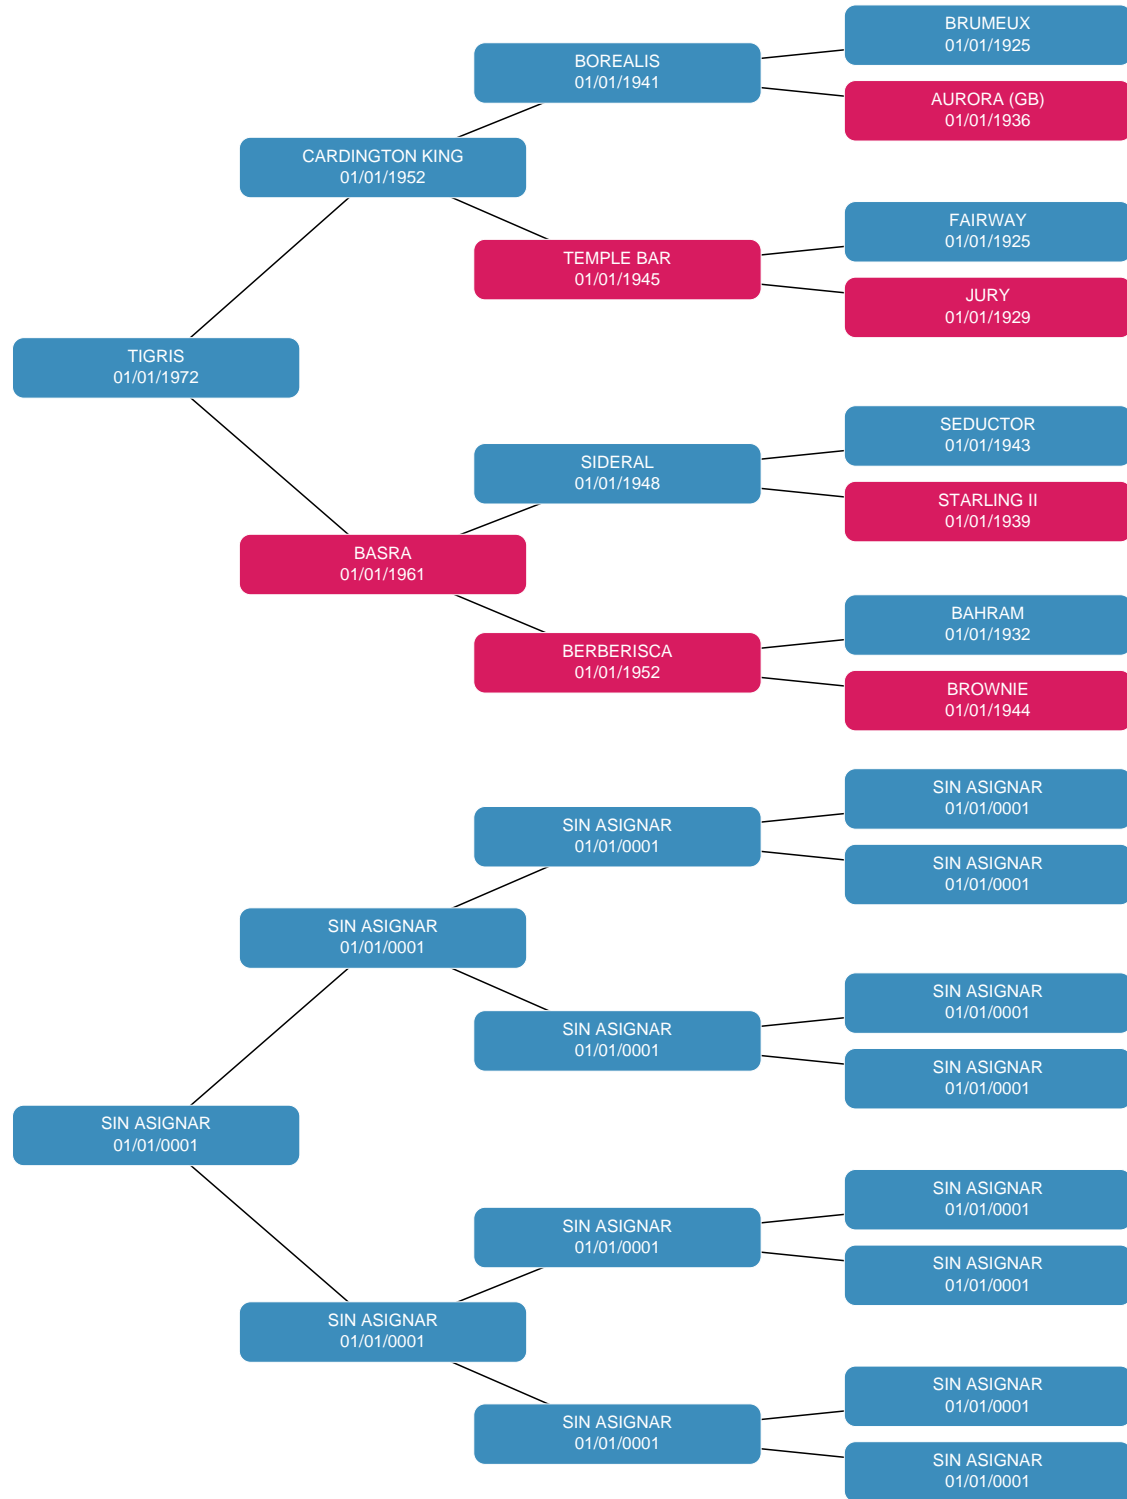 BRUMEUX
01/01/1925
BOREALIS
01/01/1941
AURORA (GB)
01/01/1936
CARDINGTON KING
01/01/1952
FAIRWAY
01/01/1925
TEMPLE BAR
01/01/1945
JURY
01/01/1929
TIGRIS
01/01/1972
SEDUCTOR
01/01/1943
SIDERAL
01/01/1948
STARLING II
01/01/1939
BASRA
01/01/1961
BAHRAM
01/01/1932
BERBERISCA
01/01/1952
BROWNIE
01/01/1944
SIN ASIGNAR
01/01/0001
SIN ASIGNAR
01/01/0001
SIN ASIGNAR
01/01/0001
SIN ASIGNAR
01/01/0001
SIN ASIGNAR
01/01/0001
SIN ASIGNAR
01/01/0001
SIN ASIGNAR
01/01/0001
SIN ASIGNAR
01/01/0001
SIN ASIGNAR
01/01/0001
SIN ASIGNAR
01/01/0001
SIN ASIGNAR
01/01/0001
SIN ASIGNAR
01/01/0001
SIN ASIGNAR
01/01/0001
SIN ASIGNAR
01/01/0001
SIN ASIGNAR
01/01/0001